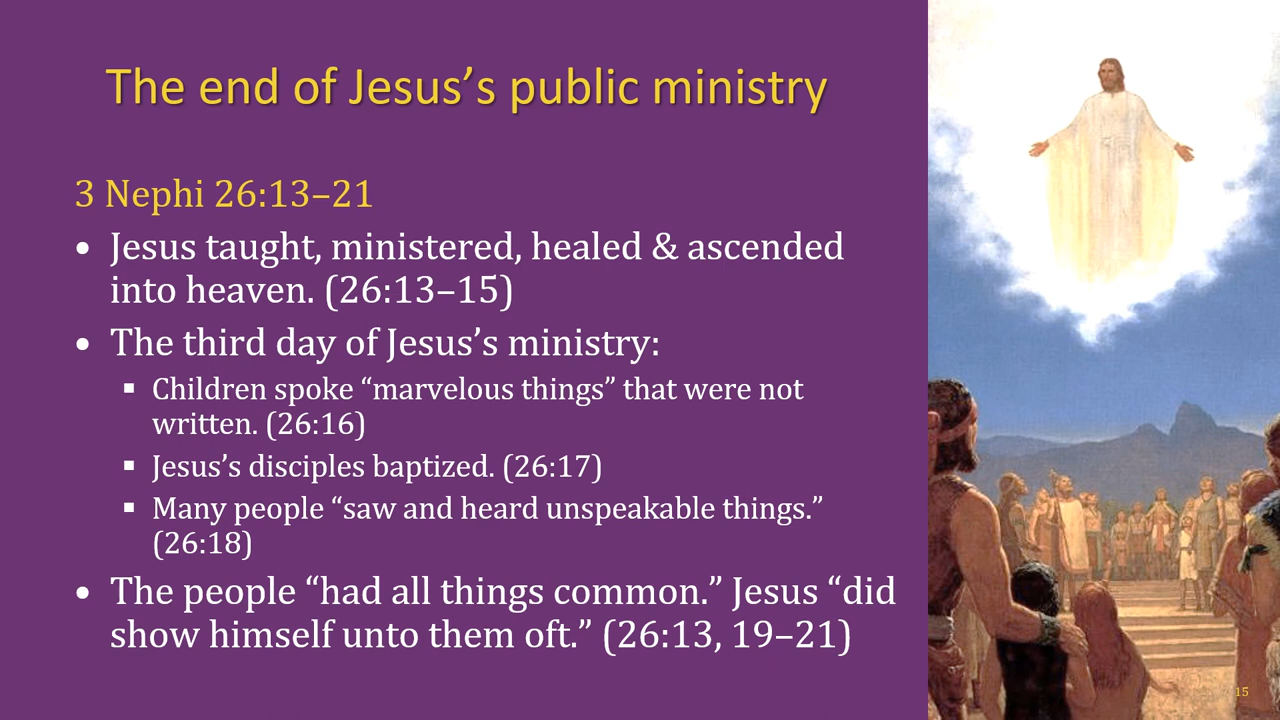 The end of Jesus’s public ministry
3 Nephi 26:13–21
• Jesus taught, ministered, healed & ascended
into heaven. (26:13–15)
• The third day of Jesus’s ministry:
▪ Children spoke “marvelous things” that were not
written. (26:16)
▪ Jesus’s disciples baptized. (26:17)
▪ Many people “saw and heard unspeakable things.”
(26:18)
• The people “had all things common.” Jesus “did
show himself unto them oft.” (26:13, 19–21)
15